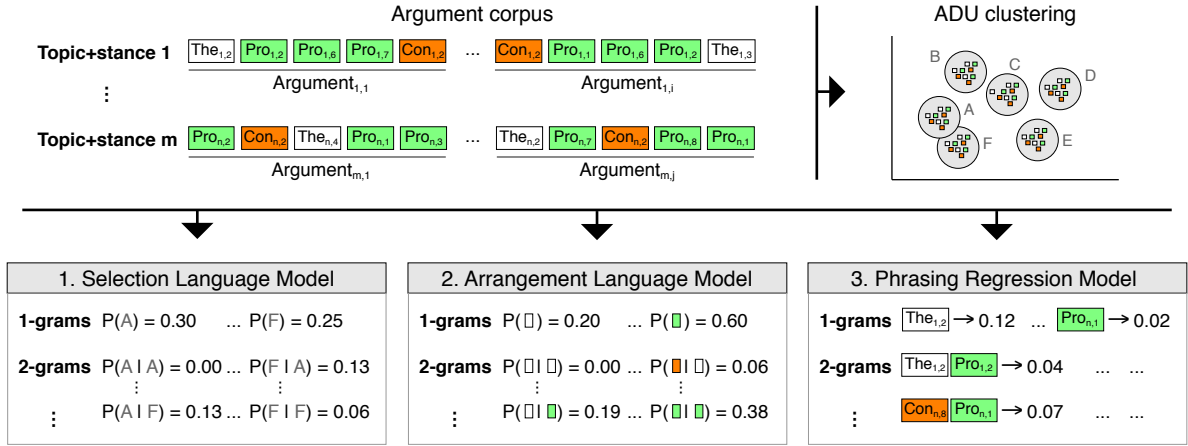 Argument corpus
ADU clustering
Topic+stance 1 The1,2 Pro1,2 Pro1,6 Pro1,7 Con1,2 ... Con1,2 Pro1,1 Pro1,6 Pro1,2 The1,3
Argument1,1 Argument1,i
⋮
Topic+stance m Pron,2 Conn,2 Then,4 Pron,1 Pron,3 ... Then,2 Pron,7 Conn,2 Pron,8 Pron,1
Argumentm,1 Argumentm,j
B
C
D
A
F
E
1. Selection Language Model
1-grams P(A) = 0.30 ... P(F) = 0.25
2-grams P(A | A) = 0.00 ... P(F | A) = 0.13
⋮ ⋮
⋮ P(A | F) = 0.13 ... P(F | F) = 0.06
2. Arrangement Language Model
1-grams P(▯) = 0.20 ... P(▯) = 0.60
2-grams P(▯ | ▯) = 0.00 ... P(▯ | ▯) = 0.06
⋮ ⋮
⋮ P(▯ | ▯) = 0.19 ... P(▯ | ▯) = 0.38
3. Phrasing Regression Model
1-grams The1,2 → 0.12 ... Pron,1 → 0.02
2-grams The1,2 Pro1,2 → 0.04 ... ...
⋮ Conn,8 Pron,1 → 0.07 ... ...